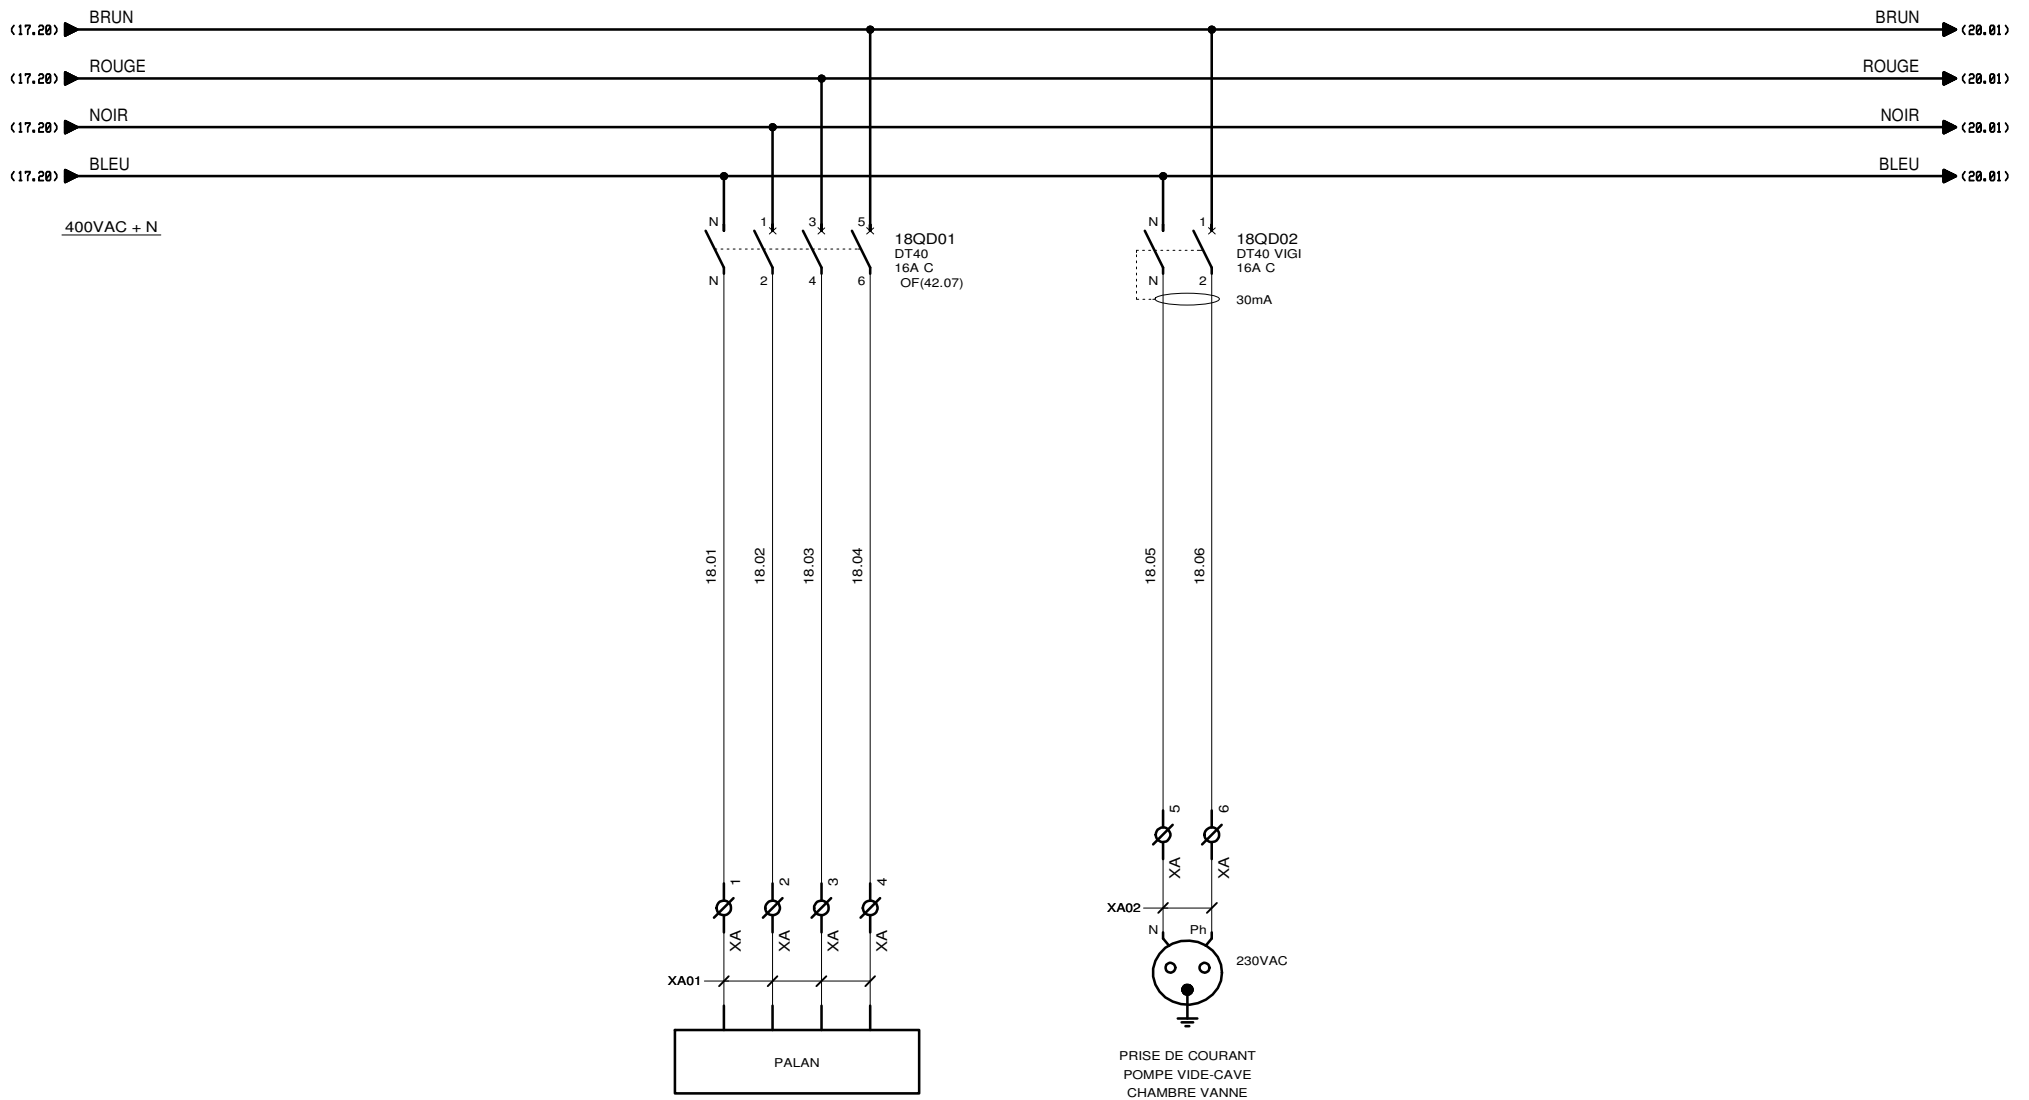 BRUN BRUN
(17.20) (20.01)
ROUGE ROUGE
(17.20) (20.01)
NOIR NOIR
(17.20) (20.01)
BLEU BLEU
(17.20) (20.01)
400VAC + N
N 1 3 5
18QD01
DT40
16A C
OF(42.07)
N 2 4 6
N 1
18QD02
DT40 VIGI
16A C
N 2
30mA
18.01
18.02
18.03
18.04
18.05
18.06
5
6
XA
XA
1
2
3
4
XA
XA
XA
XA
XA01
XA02
N Ph
230VAC
PALAN
PRISE DE COURANT
POMPE VIDE-CAVE
CHAMBRE VANNE